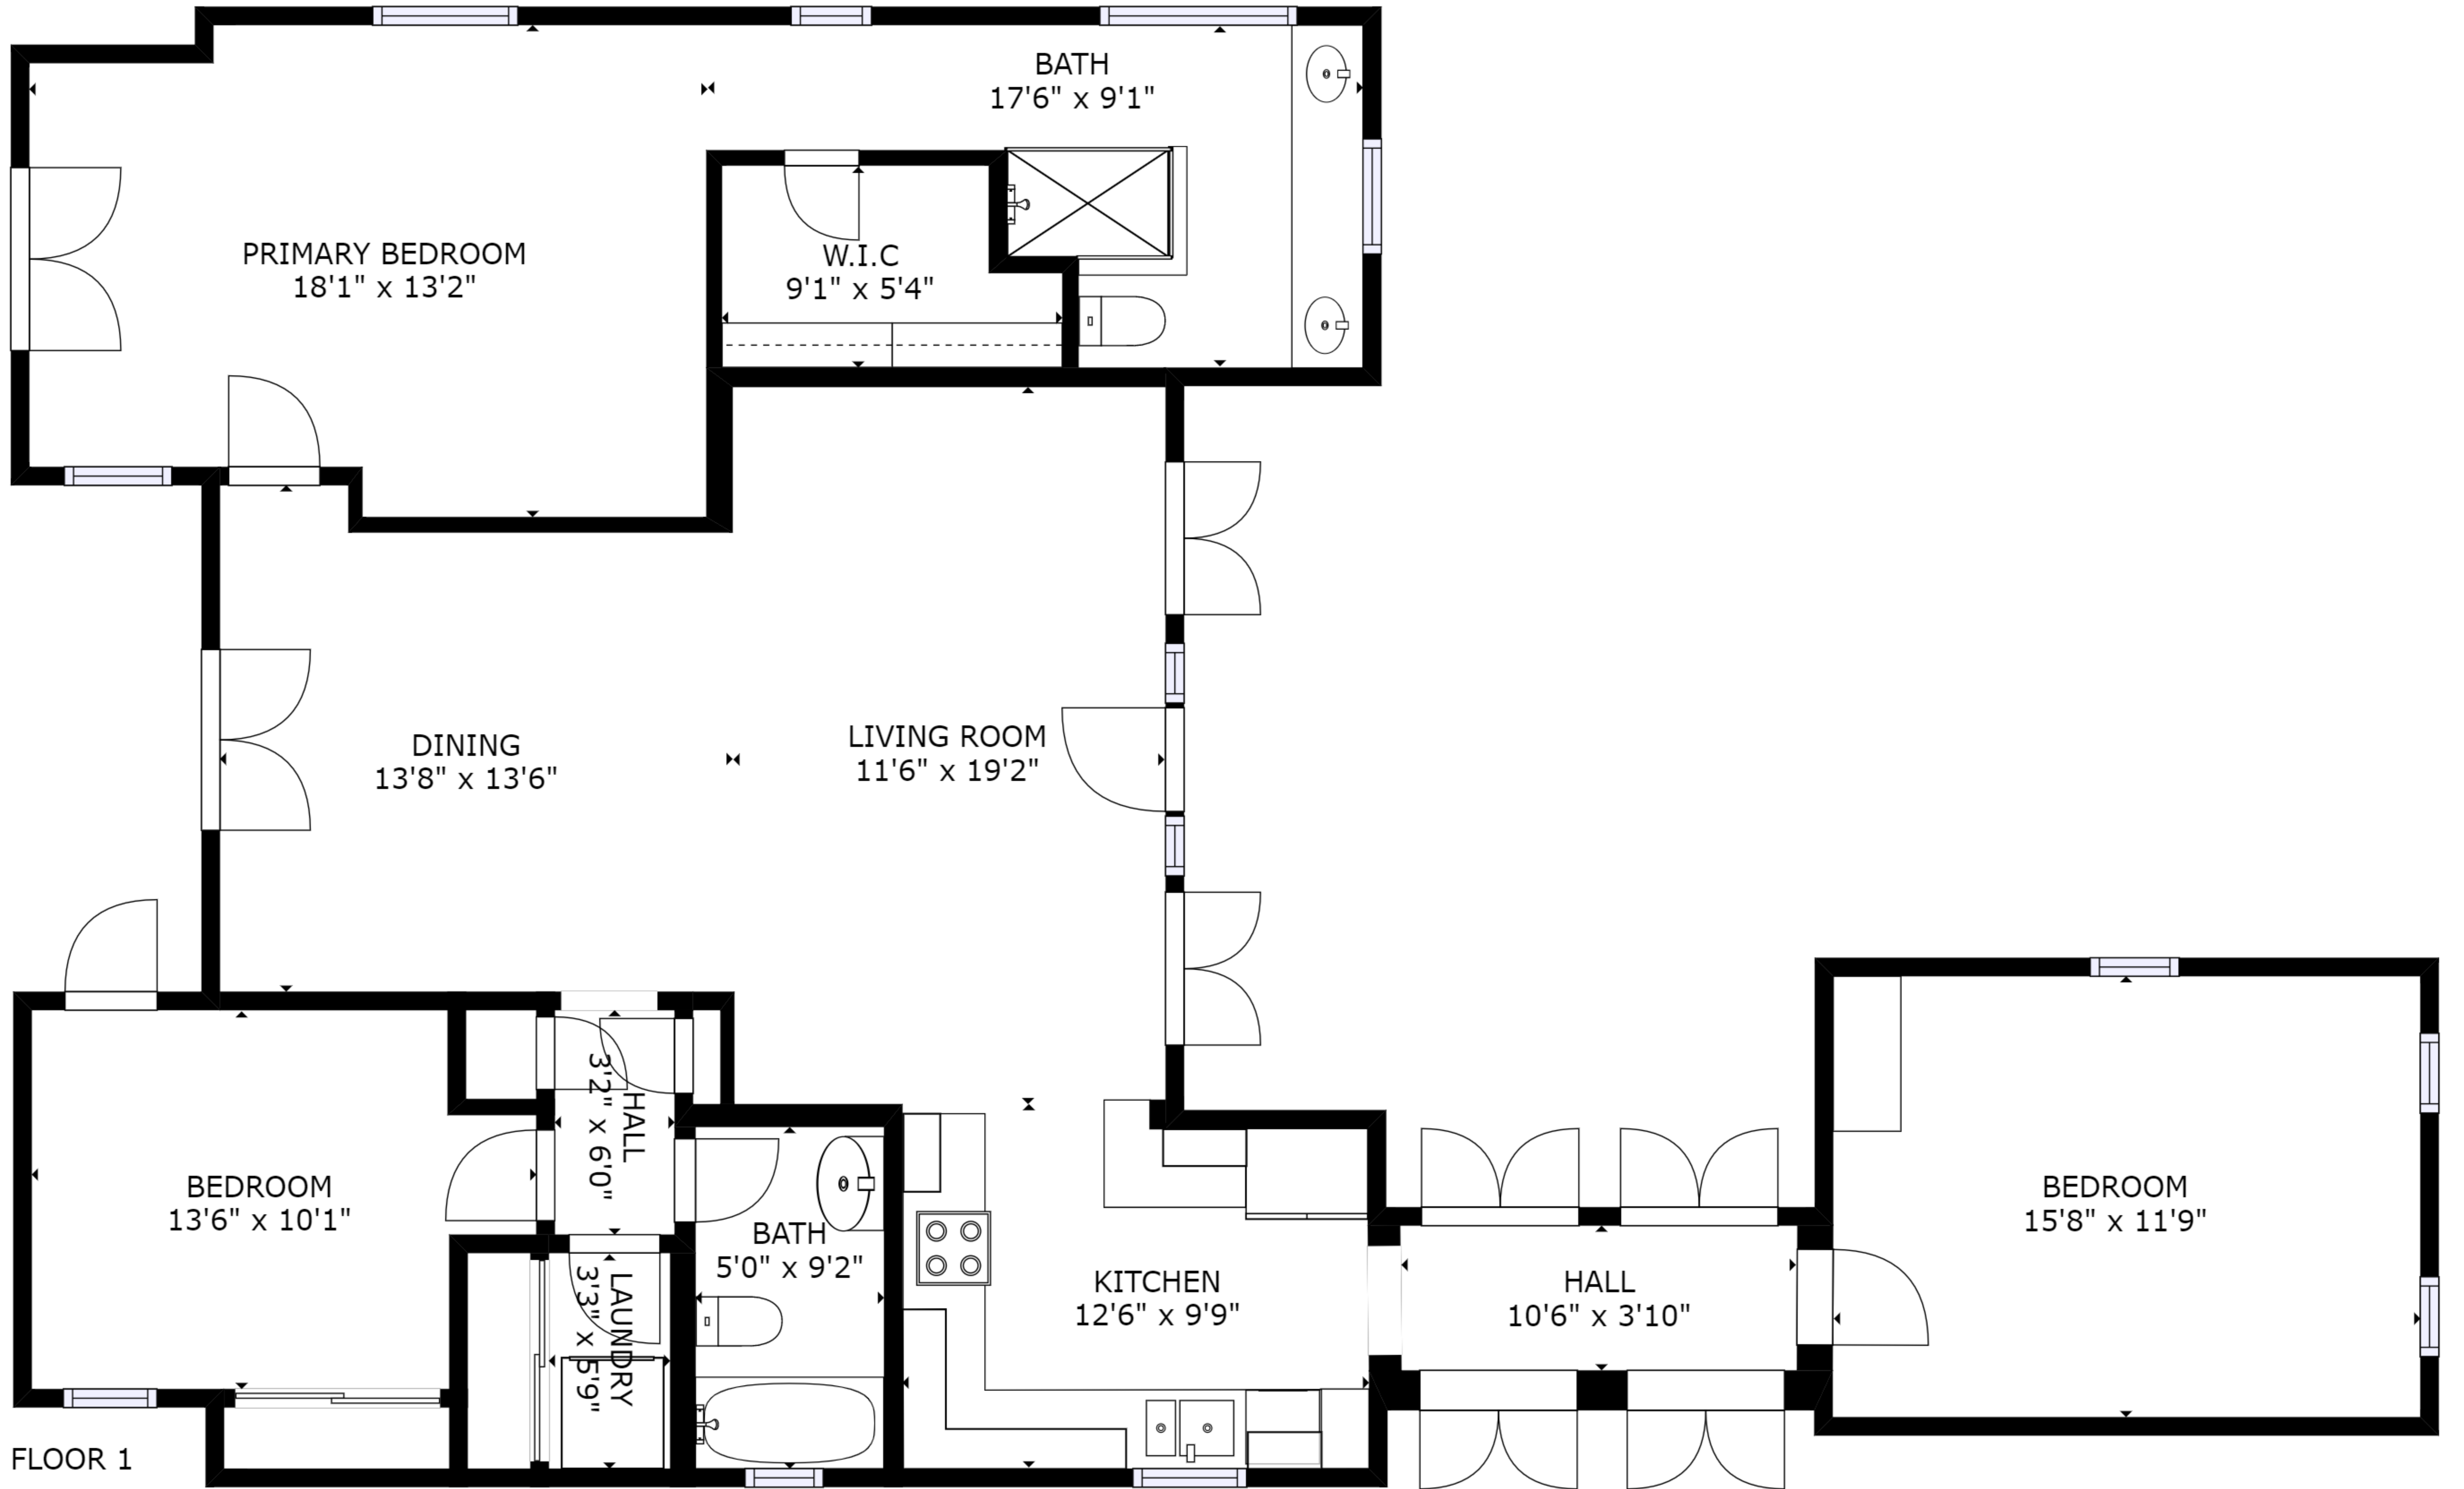 BATH
17'6" x 9'1"
PRIMARY BEDROOM
18'1" x 13'2"
W.I.C
9'1" x 5'4"
DINING
13'8" x 13'6"
LIVING ROOM
11'6" x 19'2"
HALL
3'2" x 6'0"
BEDROOM
13'6" x 10'1"
BATH
5'0" x 9'2"
LAUNDRY
3'3" x 5'9"
KITCHEN
12'6" x 9'9"
HALL
10'6" x 3'10"
BEDROOM
15'8" x 11'9"
FLOOR 1